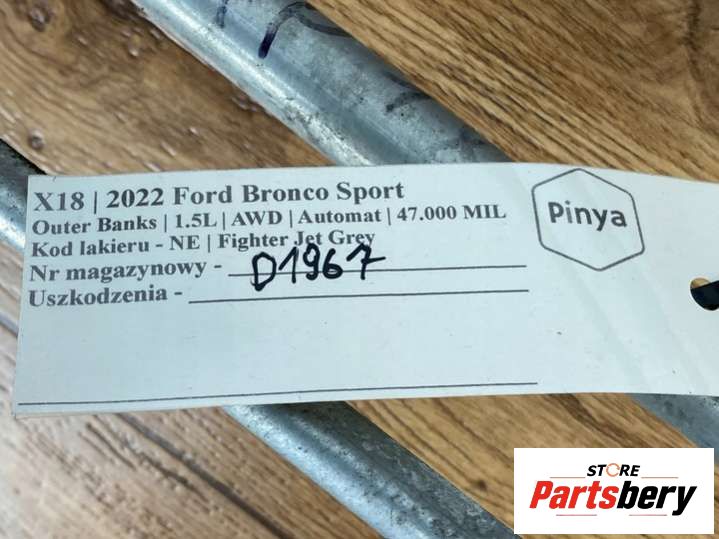 X18 | 2022 Ford Bronco Sport
Outer Banks | 1.5L | AWD | Automat | 47.000 MIL
Kod lakieru - NE | Fighter Jet Grey
Nr magazynowy - D1967
Uszkodzenia -
Pinya
STORE
Partsbery